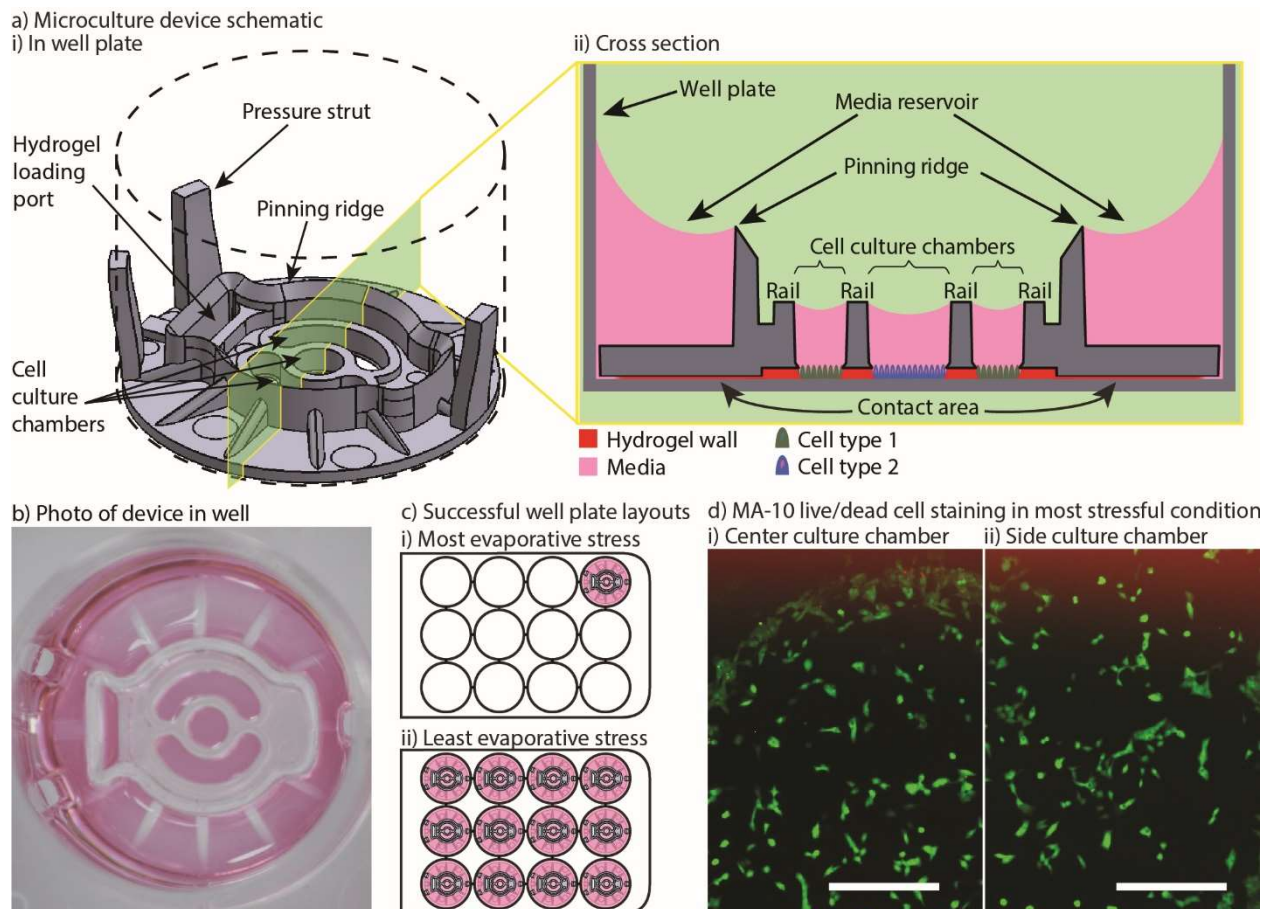 a) Microculture device schematic
i) In well plate
Pressure strut
Hydrogel
loading
port
Pinning ridge
Cell
culture
chambers
ii) Cross section
Well plate
Media reservoir
Pinning ridge
Cell culture chambers
Rail Rail Rail Rail
Contact area
Hydrogel wall
Media
Cell type 1
Cell type 2
b) Photo of device in well
c) Successful well plate layouts
i) Most evaporative stress
ii) Least evaporative stress
d) MA-10 live/dead cell staining in most stressful condition
i) Center culture chamber
ii) Side culture chamber